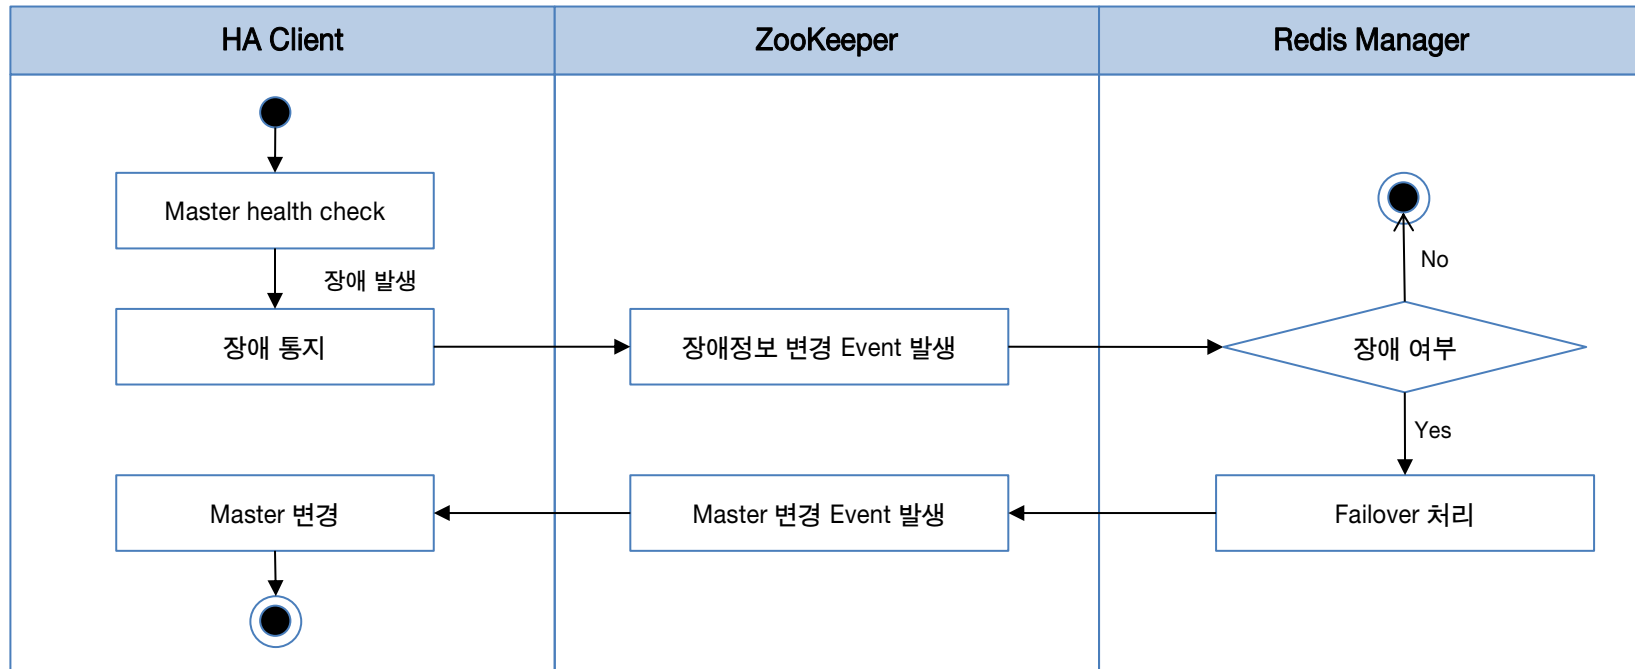 HA Client
ZooKeeper
Redis Manager
Master health check
장애 발생
No
장애 통지
장애정보 변경 Event 발생
장애 여부
Yes
Master 변경
Master 변경 Event 발생
Failover 처리